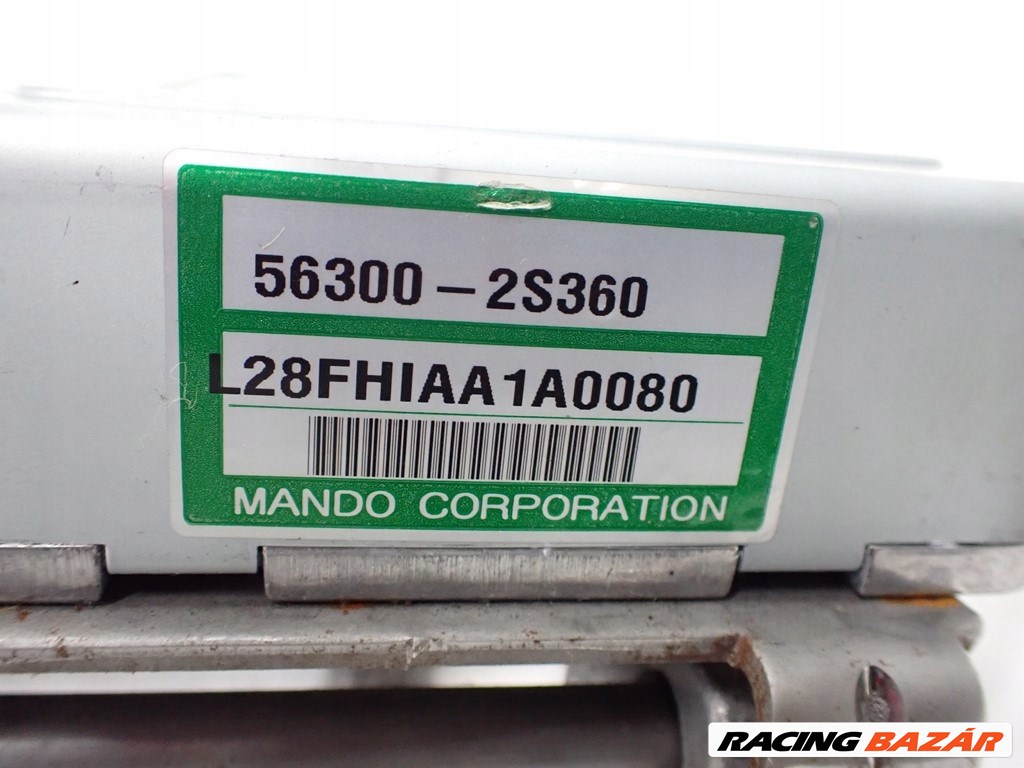 56300-2S360
L28FHIAA1A0080
MANDO CORPORATION
RACING BAZÁR